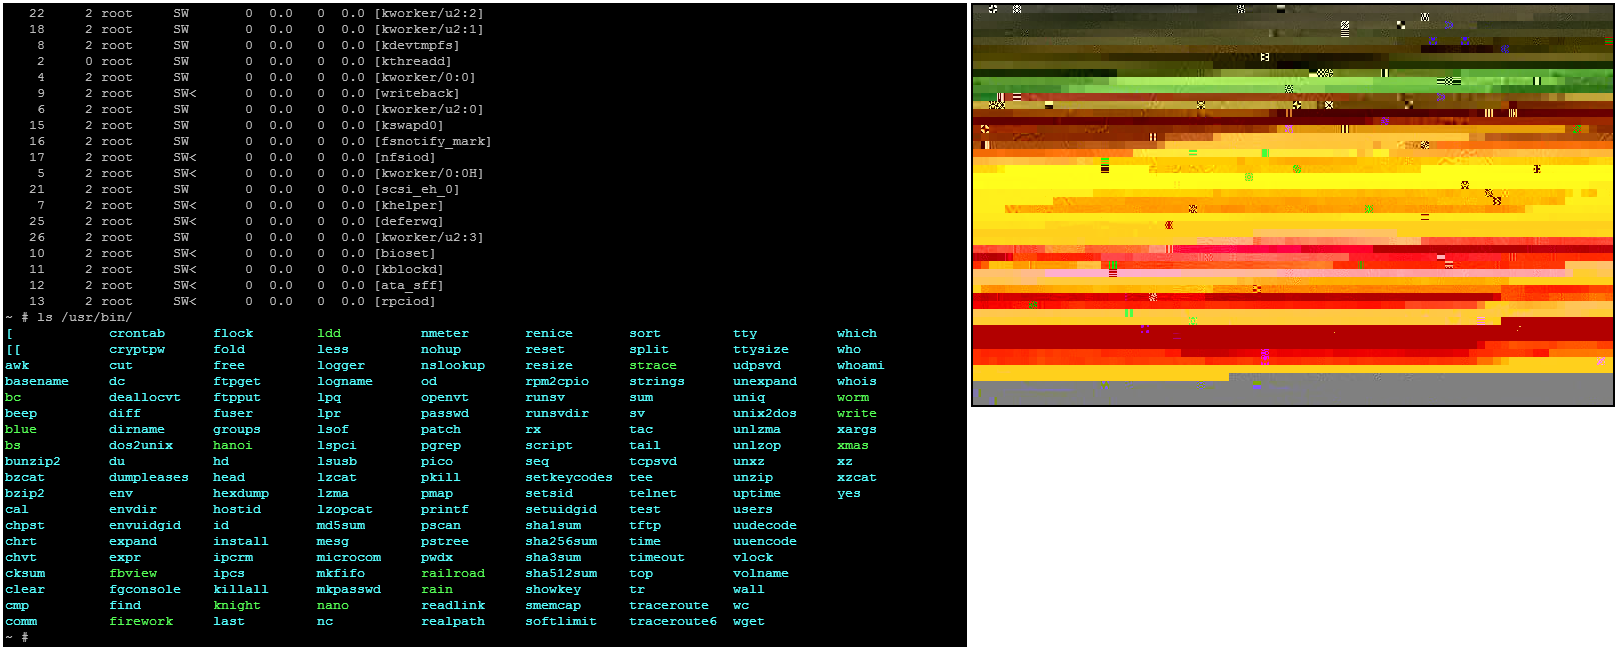 22 2 root SW 0 0.0 0 0.0 [kworker/u2:2]
18 2 root SW 0 0.0 0 0.0 [kworker/u2:1]
8 2 root SW 0 0.0 0 0.0 [kdevtmpfs]
2 0 root SW 0 0.0 0 0.0 [kthreadd]
4 2 root SW 0 0.0 0 0.0 [kworker/0:0]
9 2 root SW< 0 0.0 0 0.0 [writeback]
6 2 root SW 0 0.0 0 0.0 [kworker/u2:0]
15 2 root SW 0 0.0 0 0.0 [kswapd0]
16 2 root SW 0 0.0 0 0.0 [fsnotify_mark]
17 2 root SW< 0 0.0 0 0.0 [nfsiod]
5 2 root SW< 0 0.0 0 0.0 [kworker/0:0H]
21 2 root SW 0 0.0 0 0.0 [scsi_eh_0]
7 2 root SW< 0 0.0 0 0.0 [khelper]
25 2 root SW< 0 0.0 0 0.0 [deferwq]
26 2 root SW 0 0.0 0 0.0 [kworker/u2:3]
10 2 root SW< 0 0.0 0 0.0 [bioset]
11 2 root SW< 0 0.0 0 0.0 [kblockd]
12 2 root SW< 0 0.0 0 0.0 [ata_sff]
13 2 root SW< 0 0.0 0 0.0 [rpciod]
~ # ls /usr/bin/
[ crontab flock ldd nmeter renice sort tty which
[[ cryptpw fold less nohup reset split ttysize who
awk cut free logger nslookup resize strace udpsvd whoami
basename dc ftpget logname od rpm2cpio strings unexpand whois
bc deallocvt ftpput lpq openvt runsv sum uniq worm
beep diff fuser lpr passwd runsvdir sv unix2dos write
blue dirname groups lsof patch rx tac unlzma xargs
bs dos2unix hanoi lspci pgrep script tail unlzop xmas
bunzip2 du hd lsusb pico seq tcpsvd unxz xz
bzcat dumpleases head lzcat pkill setkeycodes tee unzip xzcat
bzip2 env hexdump lzma pmap setsid telnet uptime yes
cal envdir hostid lzopcat printf setuidgid test users
chpst envuidgid id md5sum pscan sha1sum tftp uudecode
chrt expand install mesg pstree sha256sum time uuencode
chvt expr ipcrm microcom pwdx sha3sum timeout vlock
cksum fbview ipcs mkfifo railroad sha512sum top volname
clear fgconsole killall mkpasswd rain showkey tr wall
cmp find knight nano readlink smemcap traceroute wc
comm firework last nc realpath softlimit traceroute6 wget
~ #